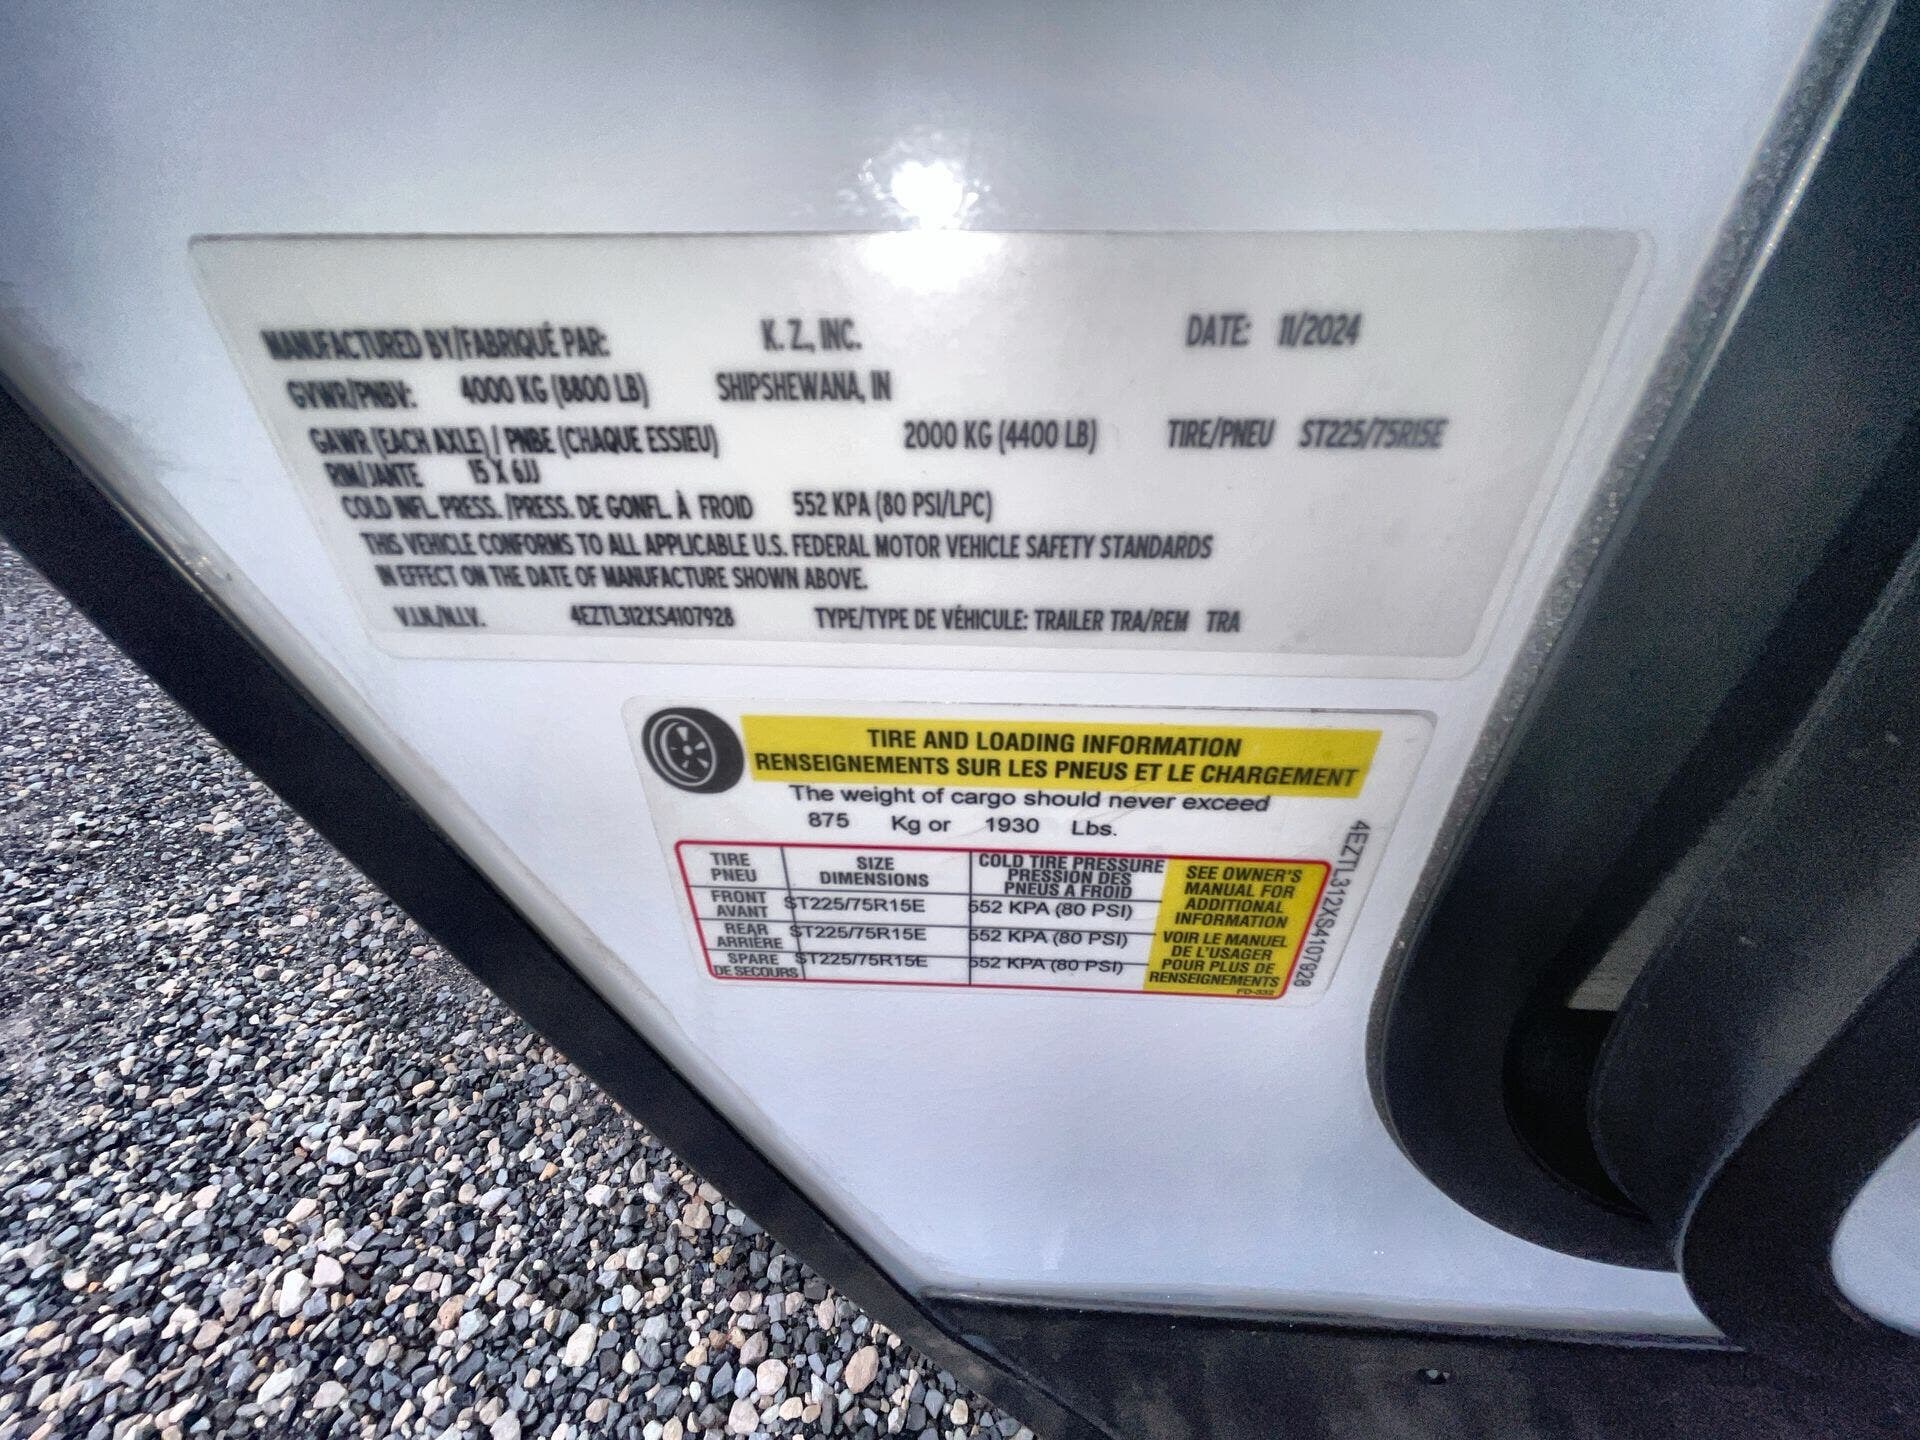 MANUFACTURED BY/FABRIQUÉ PAR: K. Z., INC. DATE: 11/2024
GVWR/PNBV: 4000 KG (8800 LB) SHIPSHEWANA, IN
GAWR (EACH AXLE) / PNBE (CHAQUE ESSIEU) 2000 KG (4400 LB) TIRE/PNEU ST225/75R15E
RIM/JANTE 15 X 6JJ
COLD INFL. PRESS. /PRESS. DE GONFL. À FROID 552 KPA (80 PSI/LPC)
THIS VEHICLE CONFORMS TO ALL APPLICABLE U.S. FEDERAL MOTOR VEHICLE SAFETY STANDARDS
IN EFFECT ON THE DATE OF MANUFACTURE SHOWN ABOVE.
V.I.N./N.I.V. 4EZTL312XS4107928 TYPE/TYPE DE VÉHICULE: TRAILER TRA/REM TRA
TIRE AND LOADING INFORMATION
RENSEIGNEMENTS SUR LES PNEUS ET LE CHARGEMENT
The weight of cargo should never exceed
875 Kg or 1930 Lbs.
TIRE
PNEU
SIZE
DIMENSIONS
COLD TIRE PRESSURE
PRESSION DES
PNEUS A FROID
FRONT
AVANT
ST225/75R15E
552 KPA (80 PSI)
REAR
ARRIÈRE
ST225/75R15E
552 KPA (80 PSI)
SPARE
DE SECOURS
ST225/75R15E
552 KPA (80 PSI)
SEE OWNER'S
MANUAL FOR
ADDITIONAL
INFORMATION
VOIR LE MANUEL
DE L'USAGER
POUR PLUS DE
RENSEIGNEMENTS
FD-332
4EZTL312XS4107928